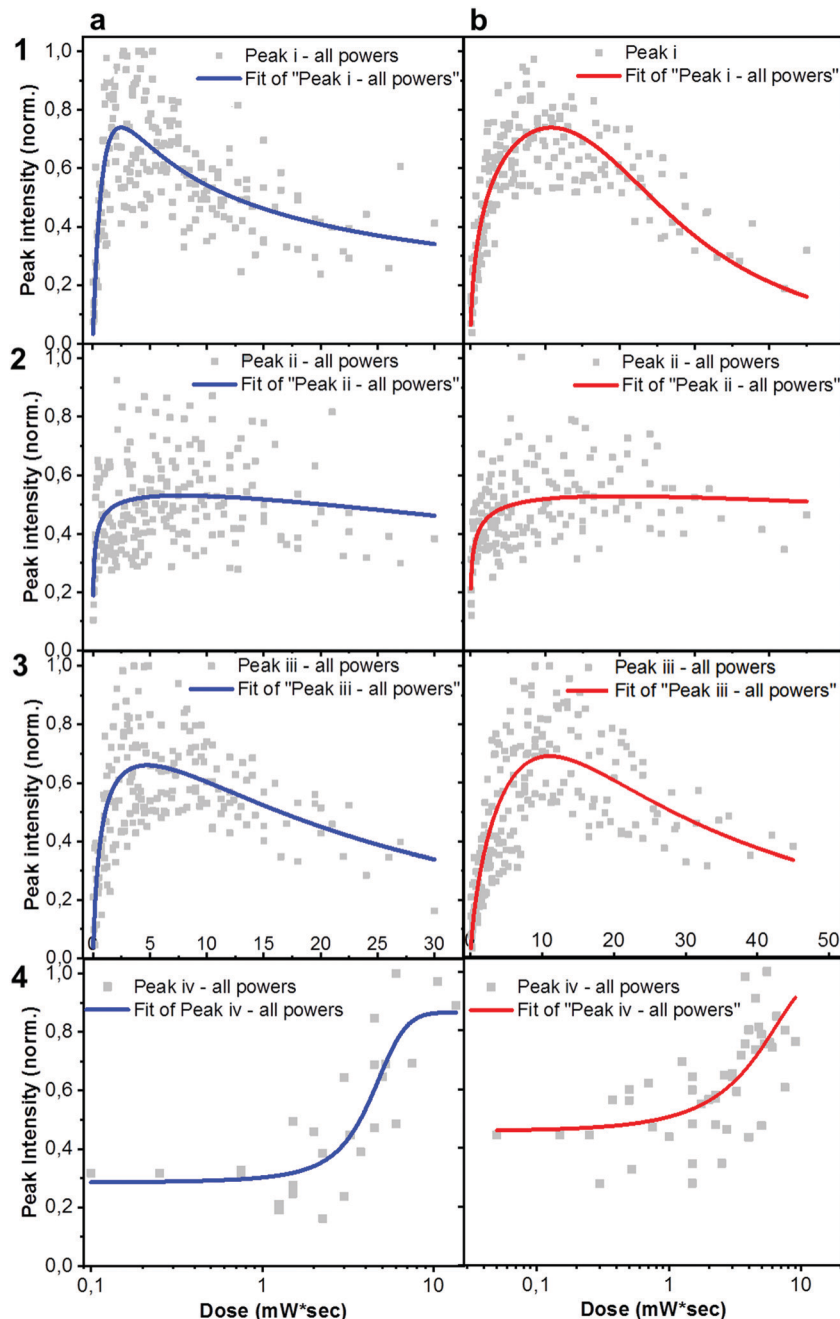 a b
1
Peak i - all powers
Fit of "Peak i - all powers"
Peak i
Fit of "Peak i - all powers"
1,0
0,8
0,6
0,4
0,2
0,0
Peak intensity (norm.)
2
Peak ii - all powers
Fit of "Peak ii - all powers"
Peak ii - all powers
Fit of "Peak ii - all powers"
1,0
0,8
0,6
0,4
0,2
0,0
Peak intensity (norm.)
3
Peak iii - all powers
Fit of "Peak iii - all powers"
Peak iii - all powers
Fit of "Peak iii - all powers"
1,0
0,8
0,6
0,4
0,2
0,0
Peak intensity (norm.)
0 5 10 15 20 25 30
0 10 20 30 40 50
4
Peak iv - all powers
Fit of Peak iv - all powers
Peak iv - all powers
Fit of "Peak iv - all powers"
1,0
0,8
0,6
0,4
0,2
0,0
Peak Intensity (norm.)
0,1 1 10
0,1 1 10
Dose (mW*sec)
Dose (mW*sec)